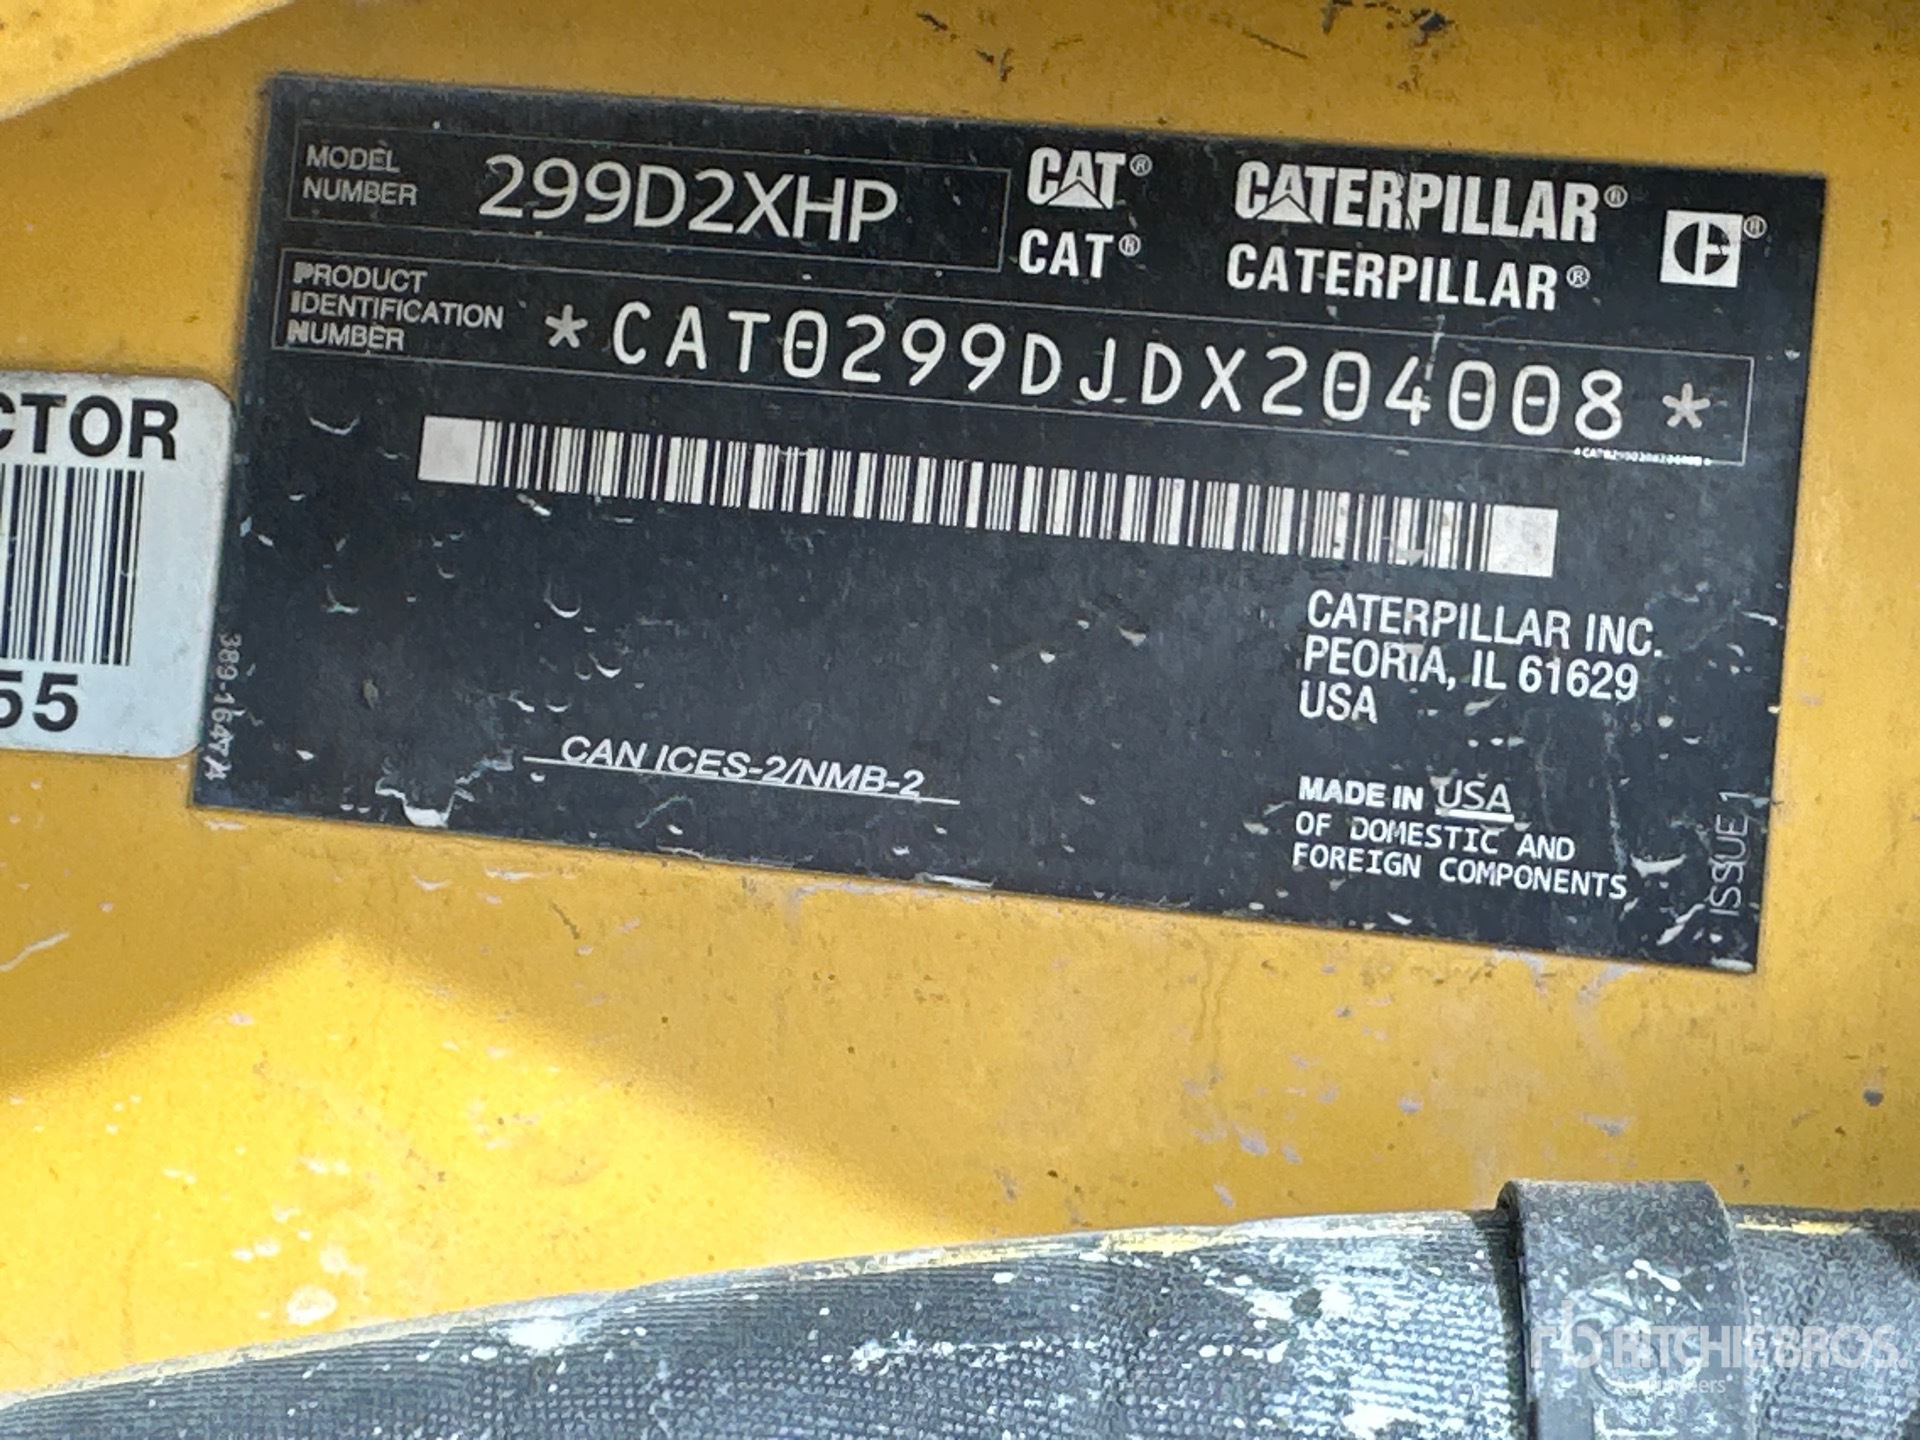 MODEL
NUMBER
299D2XHP
CAT® CATERPILLAR®
CAT® CATERPILLAR®
®
PRODUCT
IDENTIFICATION
NUMBER
*CAT0299DJDX204008*
CTOR
55
389-1647
CATERPILLAR INC.
PEORIA, IL 61629
USA
CAN ICES-2/NMB-2
MADE IN USA
OF DOMESTIC AND
FOREIGN COMPONENTS
ISSUE 1
rb RITCHIE BROS.
Auctioneers